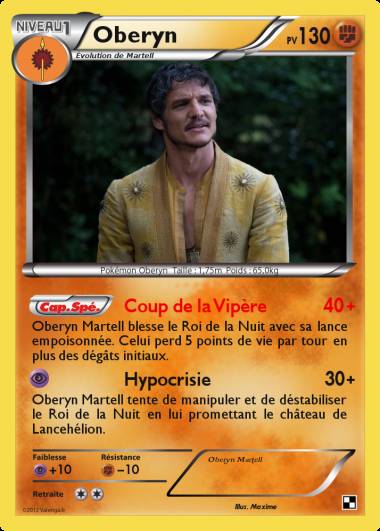 NIVEAU 1
Oberyn
PV 130
Évolution de Martell
Pokémon Oberyn Taille : 1,75m Poids : 65,0kg
Cap. Spé. Coup de la Vipère 40+
Oberyn Martell blesse le Roi de la Nuit avec sa lance
empoisonnée. Celui perd 5 points de vie par tour en
plus des dégâts initiaux.
Hypocrisie 30+
Oberyn Martell tente de manipuler et de déstabiliser
le Roi de la Nuit en lui promettant le château de
Lancehélion.
Faiblesse Résistance
+10 −10
Oberyn Martell
Retraite
©2012 Valengai.fr
Illus. Maxime